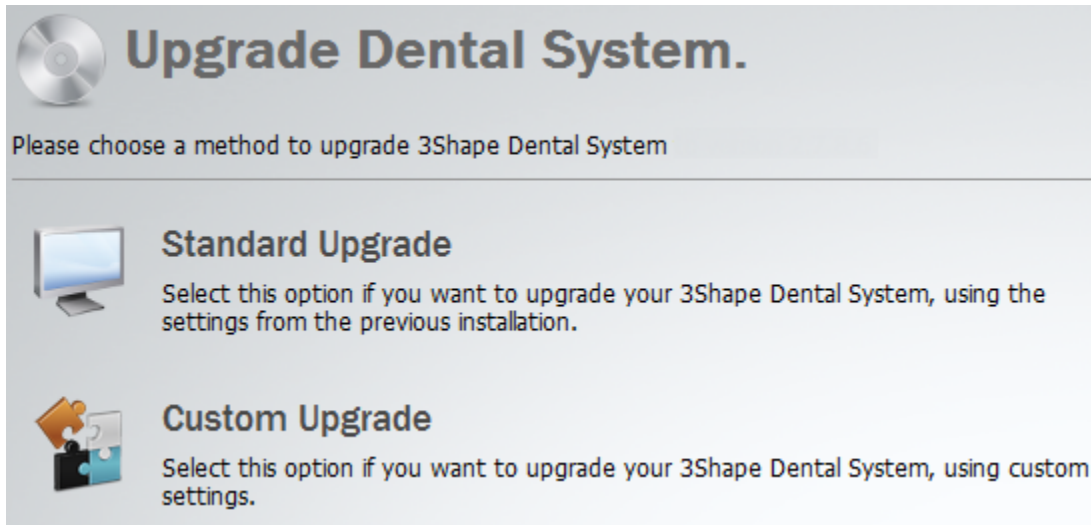 Upgrade Dental System.
Please choose a method to upgrade 3Shape Dental System
Standard Upgrade
Select this option if you want to upgrade your 3Shape Dental System, using the
settings from the previous installation.
Custom Upgrade
Select this option if you want to upgrade your 3Shape Dental System, using custom
settings.